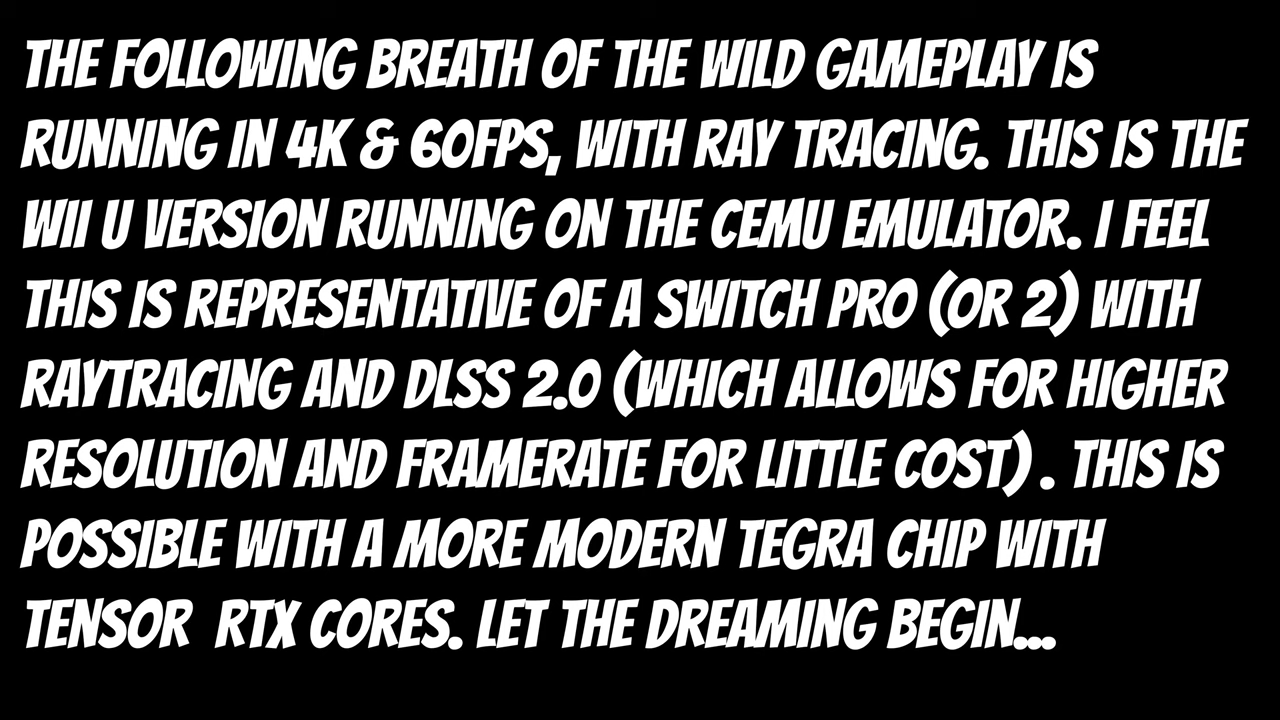 THE FOLLOWING BREATH OF THE WILD GAMEPLAY IS
RUNNING IN 4K & 60FPS, WITH RAY TRACING. THIS IS THE
WII U VERSION RUNNING ON THE CEMU EMULATOR. I FEEL
THIS IS REPRESENTATIVE OF A SWITCH PRO (OR 2) WITH
RAYTRACING AND DLSS 2.0 (WHICH ALLOWS FOR HIGHER
RESOLUTION AND FRAMERATE FOR LITTLE COST) . THIS IS
POSSIBLE WITH A MORE MODERN TEGRA CHIP WITH
TENSOR  RTX CORES. LET THE DREAMING BEGIN...